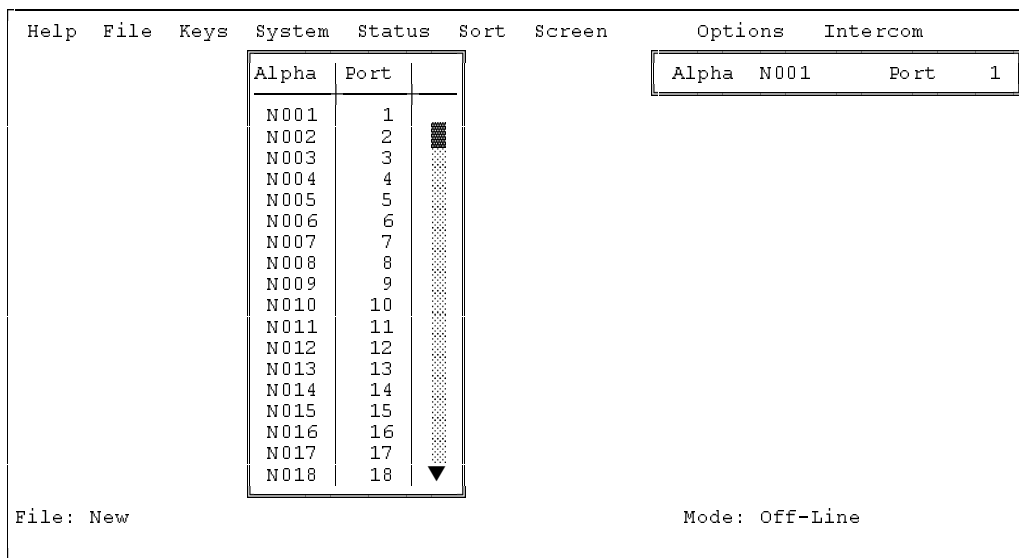 Help File Keys System Status Sort Screen Options Intercom
Alpha Port
Alpha N001 Port 1
N001 1
N002 2
N003 3
N004 4
N005 5
N006 6
N007 7
N008 8
N009 9
N010 10
N011 11
N012 12
N013 13
N014 14
N015 15
N016 16
N017 17
N018 18
File: New Mode: Off-Line